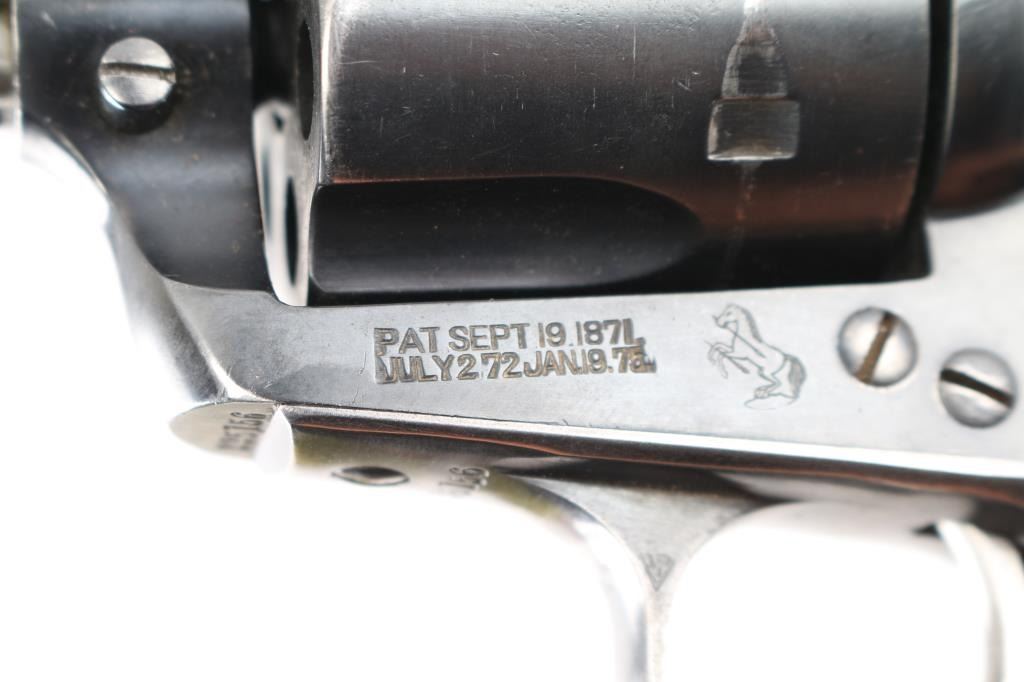 PAT. SEPT. 19. 1871.
JULY 2. 72 JAN. 19. 75.